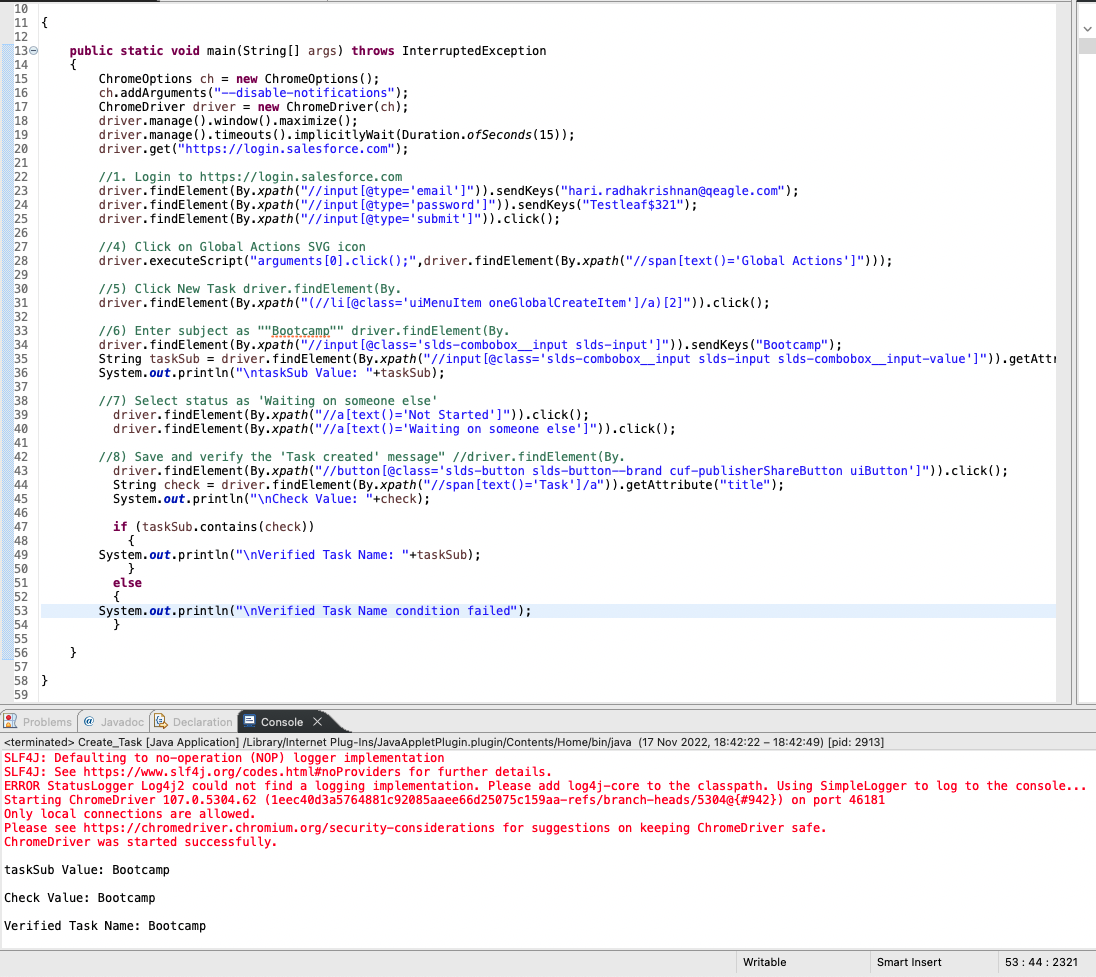 10
11 {
12
13 public static void main(String[] args) throws InterruptedException
14 {
15 ChromeOptions ch = new ChromeOptions();
16 ch.addArguments("--disable-notifications");
17 ChromeDriver driver = new ChromeDriver(ch);
18 driver.manage().window().maximize();
19 driver.manage().timeouts().implicitlyWait(Duration.ofSeconds(15));
20 driver.get("https://login.salesforce.com");
21
22 //1. Login to https://login.salesforce.com
23 driver.findElement(By.xpath("//input[@type='email']")).sendKeys("hari.radhakrishnan@qeagle.com");
24 driver.findElement(By.xpath("//input[@type='password']")).sendKeys("Testleaf$321");
25 driver.findElement(By.xpath("//input[@type='submit']")).click();
26
27 //4) Click on Global Actions SVG icon
28 driver.executeScript("arguments[0].click();",driver.findElement(By.xpath("//span[text()='Global Actions']")));
29
30 //5) Click New Task driver.findElement(By.
31 driver.findElement(By.xpath("(//li[@class='uiMenuItem oneGlobalCreateItem']/a)[2]")).click();
32
33 //6) Enter subject as ""Bootcamp"" driver.findElement(By.
34 driver.findElement(By.xpath("//input[@class='slds-combobox__input slds-input']")).sendKeys("Bootcamp");
35 String taskSub = driver.findElement(By.xpath("//input[@class='slds-combobox__input slds-input slds-combobox__input-value']")).getAttr
36 System.out.println("\ntaskSub Value: "+taskSub);
37
38 //7) Select status as 'Waiting on someone else'
39 driver.findElement(By.xpath("//a[text()='Not Started']")).click();
40 driver.findElement(By.xpath("//a[text()='Waiting on someone else']")).click();
41
42 //8) Save and verify the 'Task created' message" //driver.findElement(By.
43 driver.findElement(By.xpath("//button[@class='slds-button slds-button--brand cuf-publisherShareButton uiButton']")).click();
44 String check = driver.findElement(By.xpath("//span[text()='Task']/a")).getAttribute("title");
45 System.out.println("\nCheck Value: "+check);
46
47 if (taskSub.contains(check))
48 {
49 System.out.println("\nVerified Task Name: "+taskSub);
50 }
51 else
52 {
53 System.out.println("\nVerified Task Name condition failed");
54 }
55
56 }
57
58 }
59
Problems @ Javadoc Declaration Console
<terminated> Create_Task [Java Application] /Library/Internet Plug-Ins/JavaAppletPlugin.plugin/Contents/Home/bin/java (17 Nov 2022, 18:42:22 – 18:42:49) [pid: 2913]
SLF4J: Defaulting to no-operation (NOP) logger implementation
SLF4J: See https://www.slf4j.org/codes.html#noProviders for further details.
ERROR StatusLogger Log4j2 could not find a logging implementation. Please add log4j-core to the classpath. Using SimpleLogger to log to the console...
Starting ChromeDriver 107.0.5304.62 (1eec40d3a5764881c92085aaee66d25075c159aa-refs/branch-heads/5304@{#942}) on port 46181
Only local connections are allowed.
Please see https://chromedriver.chromium.org/security-considerations for suggestions on keeping ChromeDriver safe.
ChromeDriver was started successfully.
taskSub Value: Bootcamp
Check Value: Bootcamp
Verified Task Name: Bootcamp
Writable Smart Insert 53 : 44 : 2321